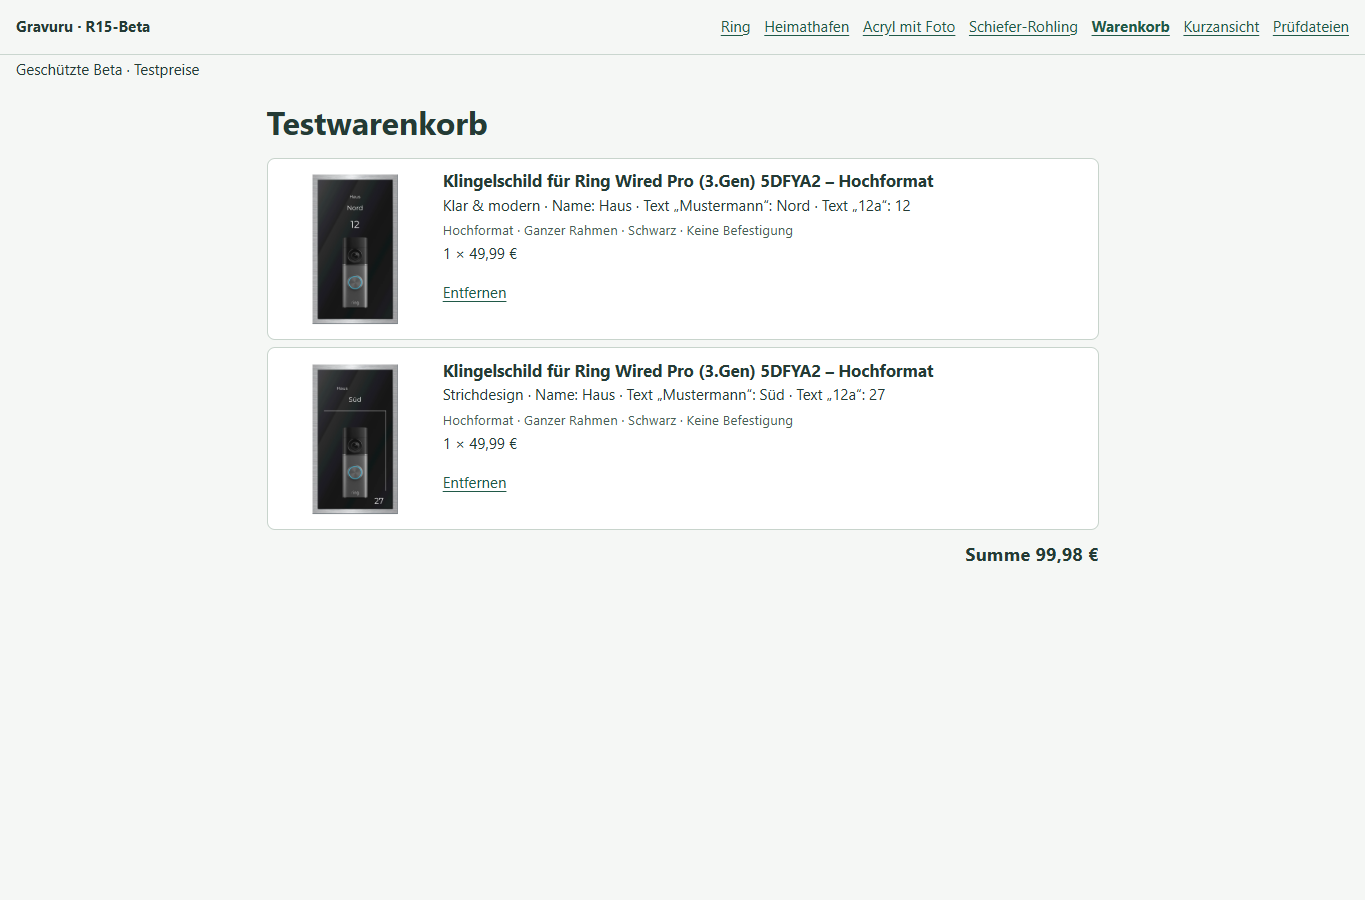 Gravuru · R15-Beta
Ring Heimathafen Acryl mit Foto Schiefer-Rohling Warenkorb Kurzansicht Prüfdateien
Geschützte Beta · Testpreise
Testwarenkorb
Haus
Nord
12
Klingelschild für Ring Wired Pro (3.Gen) 5DFYA2 – Hochformat
Klar & modern · Name: Haus · Text „Mustermann“: Nord · Text „12a“: 12
Hochformat · Ganzer Rahmen · Schwarz · Keine Befestigung
1 × 49,99 €
Entfernen
Haus
Süd
27
Klingelschild für Ring Wired Pro (3.Gen) 5DFYA2 – Hochformat
Strichdesign · Name: Haus · Text „Mustermann“: Süd · Text „12a“: 27
Hochformat · Ganzer Rahmen · Schwarz · Keine Befestigung
1 × 49,99 €
Entfernen
Summe 99,98 €